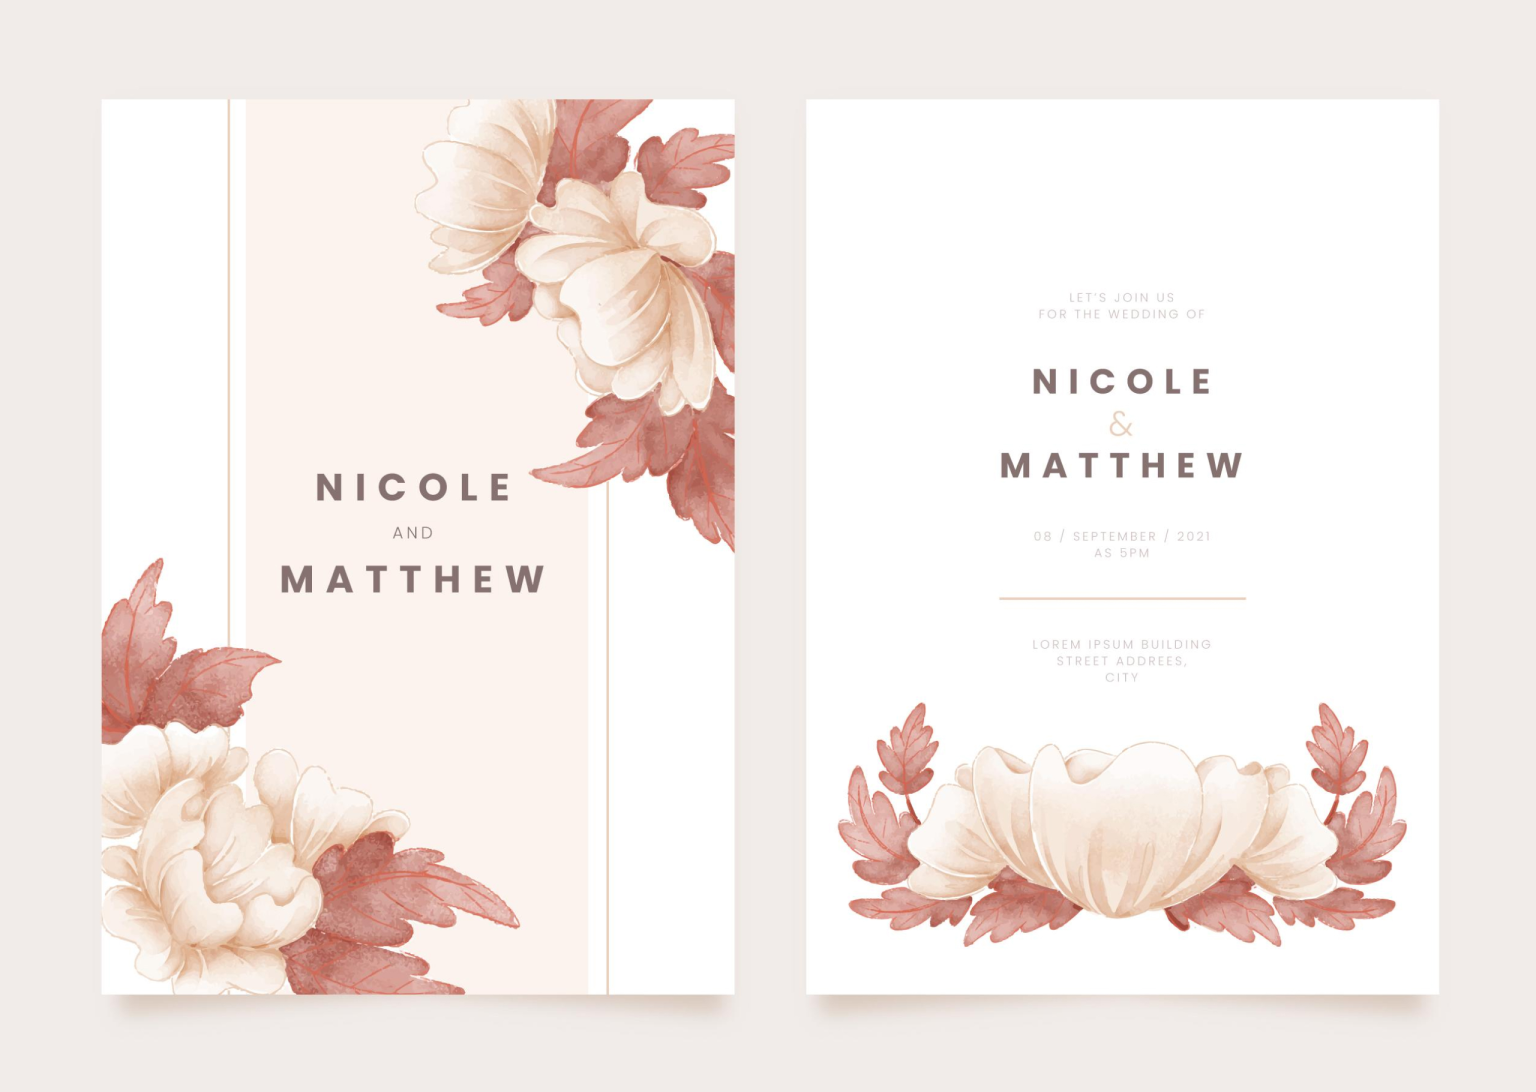 NICOLE
AND
MATTHEW
LET'S JOIN US
FOR THE WEDDING OF
NICOLE
&
MATTHEW
08 / SEPTEMBER / 2021
AS 5PM
LOREM IPSUM BUILDING
STREET ADDREES,
CITY